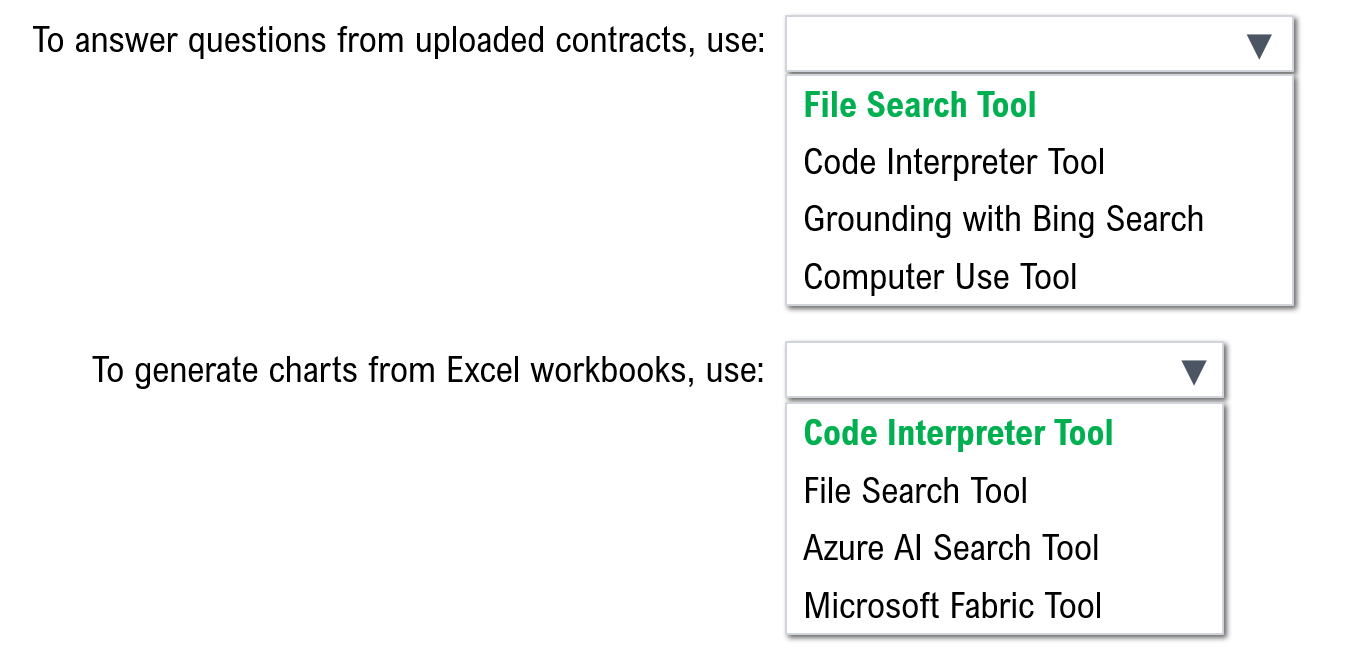 To answer questions from uploaded contracts, use:
File Search Tool
Code Interpreter Tool
Grounding with Bing Search
Computer Use Tool
To generate charts from Excel workbooks, use:
Code Interpreter Tool
File Search Tool
Azure AI Search Tool
Microsoft Fabric Tool